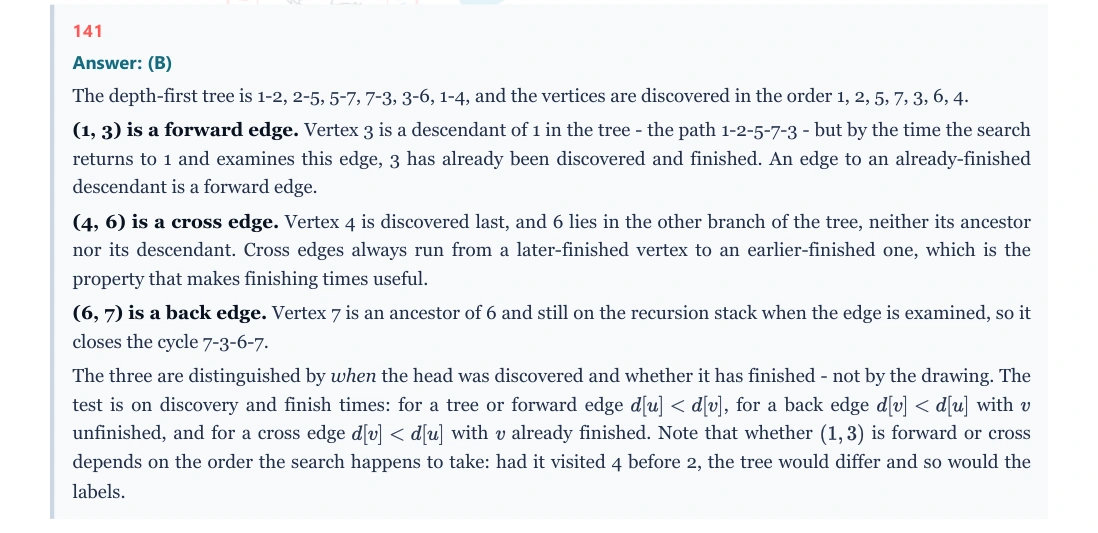 141
Answer: (B)
The depth-first tree is 1-2, 2-5, 5-7, 7-3, 3-6, 1-4, and the vertices are discovered in the order 1, 2, 5, 7, 3, 6, 4.
(1, 3) is a forward edge. Vertex 3 is a descendant of 1 in the tree - the path 1-2-5-7-3 - but by the time the search
returns to 1 and examines this edge, 3 has already been discovered and finished. An edge to an already-finished
descendant is a forward edge.
(4, 6) is a cross edge. Vertex 4 is discovered last, and 6 lies in the other branch of the tree, neither its ancestor
nor its descendant. Cross edges always run from a later-finished vertex to an earlier-finished one, which is the
property that makes finishing times useful.
(6, 7) is a back edge. Vertex 7 is an ancestor of 6 and still on the recursion stack when the edge is examined, so it
closes the cycle 7-3-6-7.
The three are distinguished by when the head was discovered and whether it has finished - not by the drawing. The
test is on discovery and finish times: for a tree or forward edge d[u] < d[v], for a back edge d[v] < d[u] with v
unfinished, and for a cross edge d[v] < d[u] with v already finished. Note that whether (1, 3) is forward or cross
depends on the order the search happens to take: had it visited 4 before 2, the tree would differ and so would the
labels.